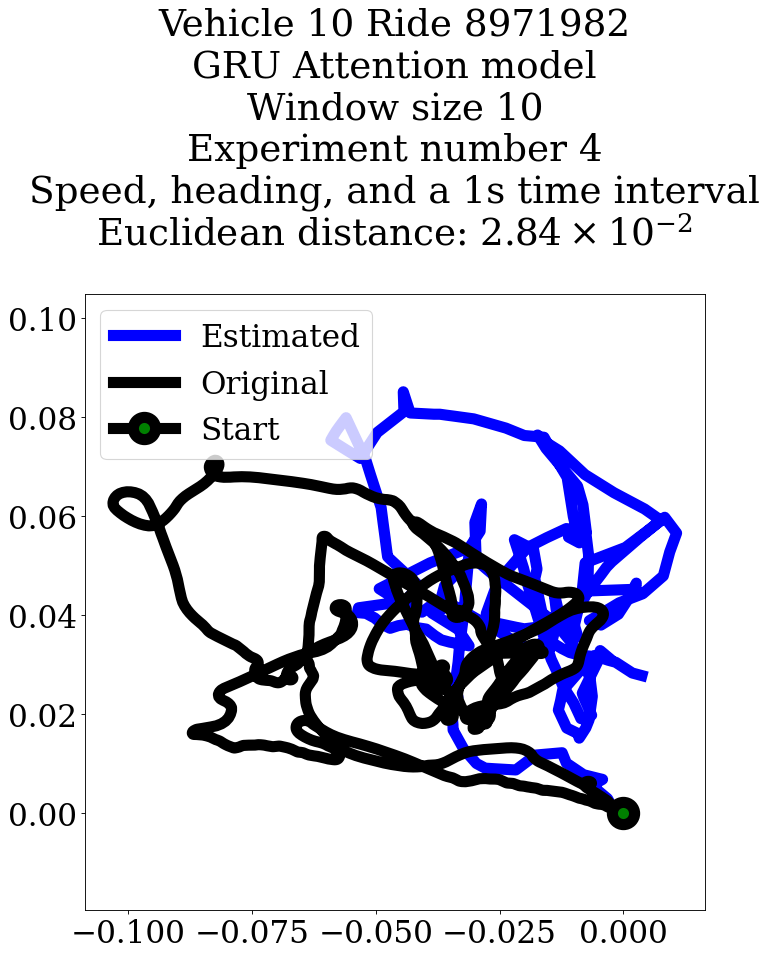 Vehicle 10 Ride 8971982
GRU Attention model
Window size 10
Experiment number 4
Speed, heading, and a 1s time interval
Euclidean distance: 2.84 × 10⁻²
0.10
Estimated
Original
0.08
Start
0.06
0.04
0.02
0.00
−0.100 −0.075 −0.050 −0.025 0.000